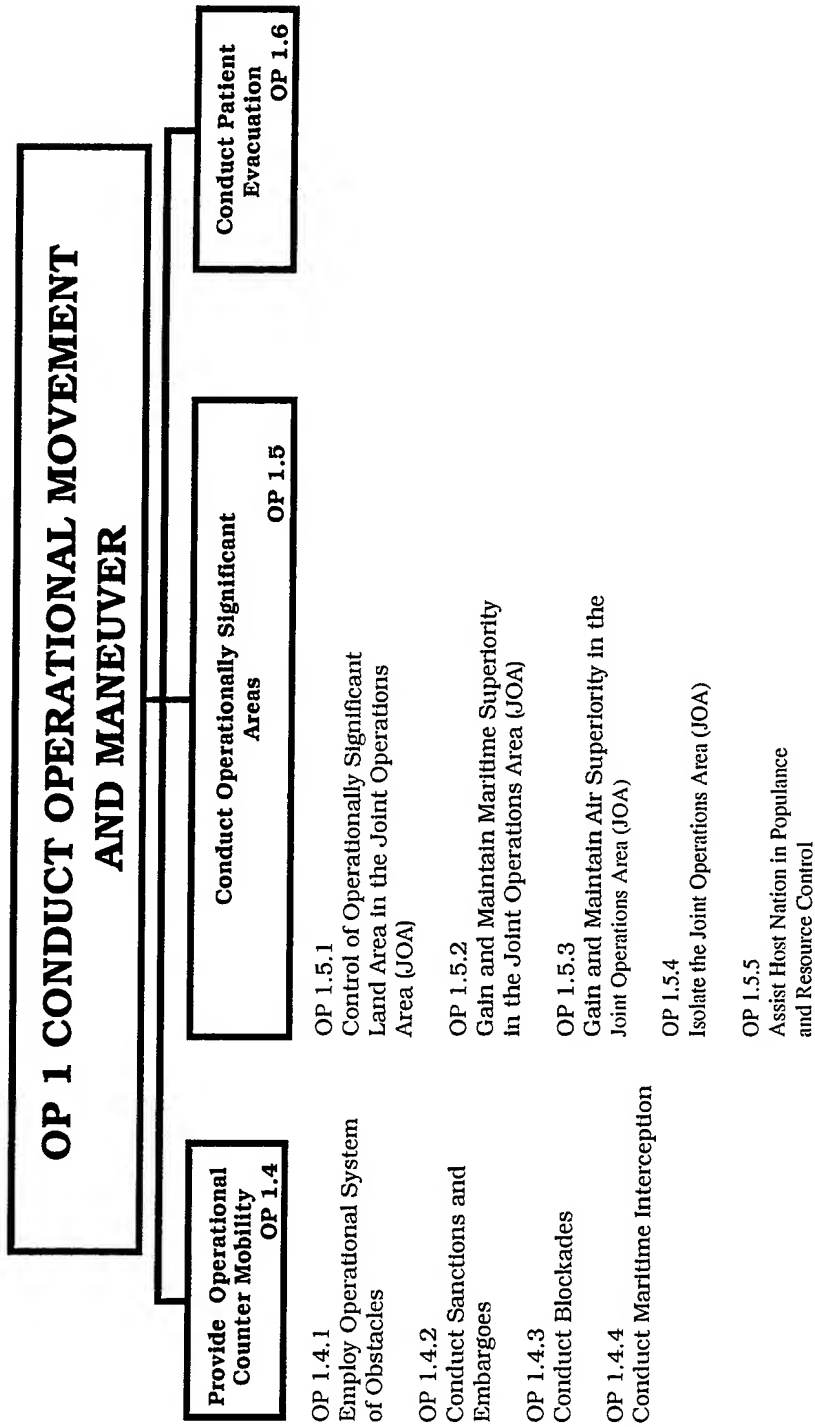 OP 1 CONDUCT OPERATIONAL MOVEMENT
AND MANEUVER
Provide Operational
Counter Mobility
OP 1.4
OP 1.4.1
Employ Operational System
of Obstacles
OP 1.4.2
Conduct Sanctions and
Embargoes
OP 1.4.3
Conduct Blockades
OP 1.4.4
Conduct Maritime Interception
Conduct Operationally Significant
Areas
OP 1.5
OP 1.5.1
Control of Operationally Significant
Land Area in the Joint Operations
Area (JOA)
OP 1.5.2
Gain and Maintain Maritime Superiority
in the Joint Operations Area (JOA)
OP 1.5.3
Gain and Maintain Air Superiority in the
Joint Operations Area (JOA)
OP 1.5.4
Isolate the Joint Operations Area (JOA)
OP 1.5.5
Assist Host Nation in Populance
and Resource Control
Conduct Patient
Evacuation
OP 1.6